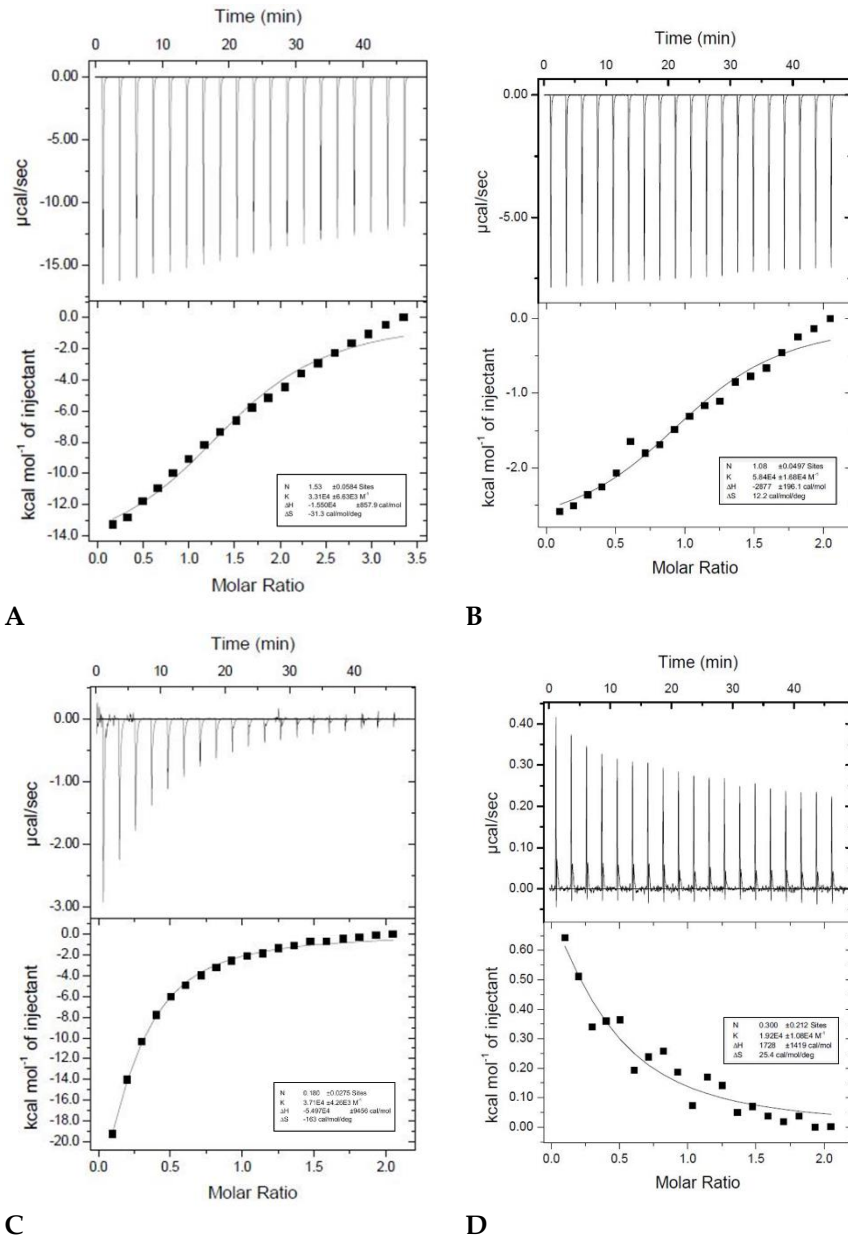 Time (min)
0 10 20 30 40
0.00
-5.00
-10.00
-15.00
µcal/sec
0.0
-2.0
-4.0
-6.0
-8.0
-10.0
-12.0
-14.0
kcal mol⁻¹ of injectant
N 1.53 ±0.0584 Sites
K 3.31E4 ±6.63E3 M⁻¹
ΔH -1.550E4 ±857.9 cal/mol
ΔS -31.3 cal/mol/deg
0.0 0.5 1.0 1.5 2.0 2.5 3.0 3.5
Molar Ratio
A
Time (min)
0 10 20 30 40
0.00
-5.00
µcal/sec
0.0
-1.0
-2.0
kcal mol⁻¹ of injectant
N 1.08 ±0.0497 Sites
K 5.84E4 ±1.68E4 M⁻¹
ΔH -2877 ±196.1 cal/mol
ΔS 12.2 cal/mol/deg
0.0 0.5 1.0 1.5 2.0
Molar Ratio
B
Time (min)
0 10 20 30 40
0.00
-1.00
-2.00
-3.00
µcal/sec
0.0
-2.0
-4.0
-6.0
-8.0
-10.0
-12.0
-14.0
-16.0
-18.0
-20.0
kcal mol⁻¹ of injectant
N 0.180 ±0.0275 Sites
K 3.71E4 ±4.26E3 M⁻¹
ΔH -5.497E4 ±9456 cal/mol
ΔS -163 cal/mol/deg
0.0 0.5 1.0 1.5 2.0
Molar Ratio
C
Time (min)
0 10 20 30 40
0.40
0.30
0.20
0.10
0.00
µcal/sec
0.60
0.50
0.40
0.30
0.20
0.10
0.00
kcal mol⁻¹ of injectant
N 0.300 ±0.212 Sites
K 1.92E4 ±1.08E4 M⁻¹
ΔH 1728 ±1419 cal/mol
ΔS 25.4 cal/mol/deg
0.0 0.5 1.0 1.5 2.0
Molar Ratio
D